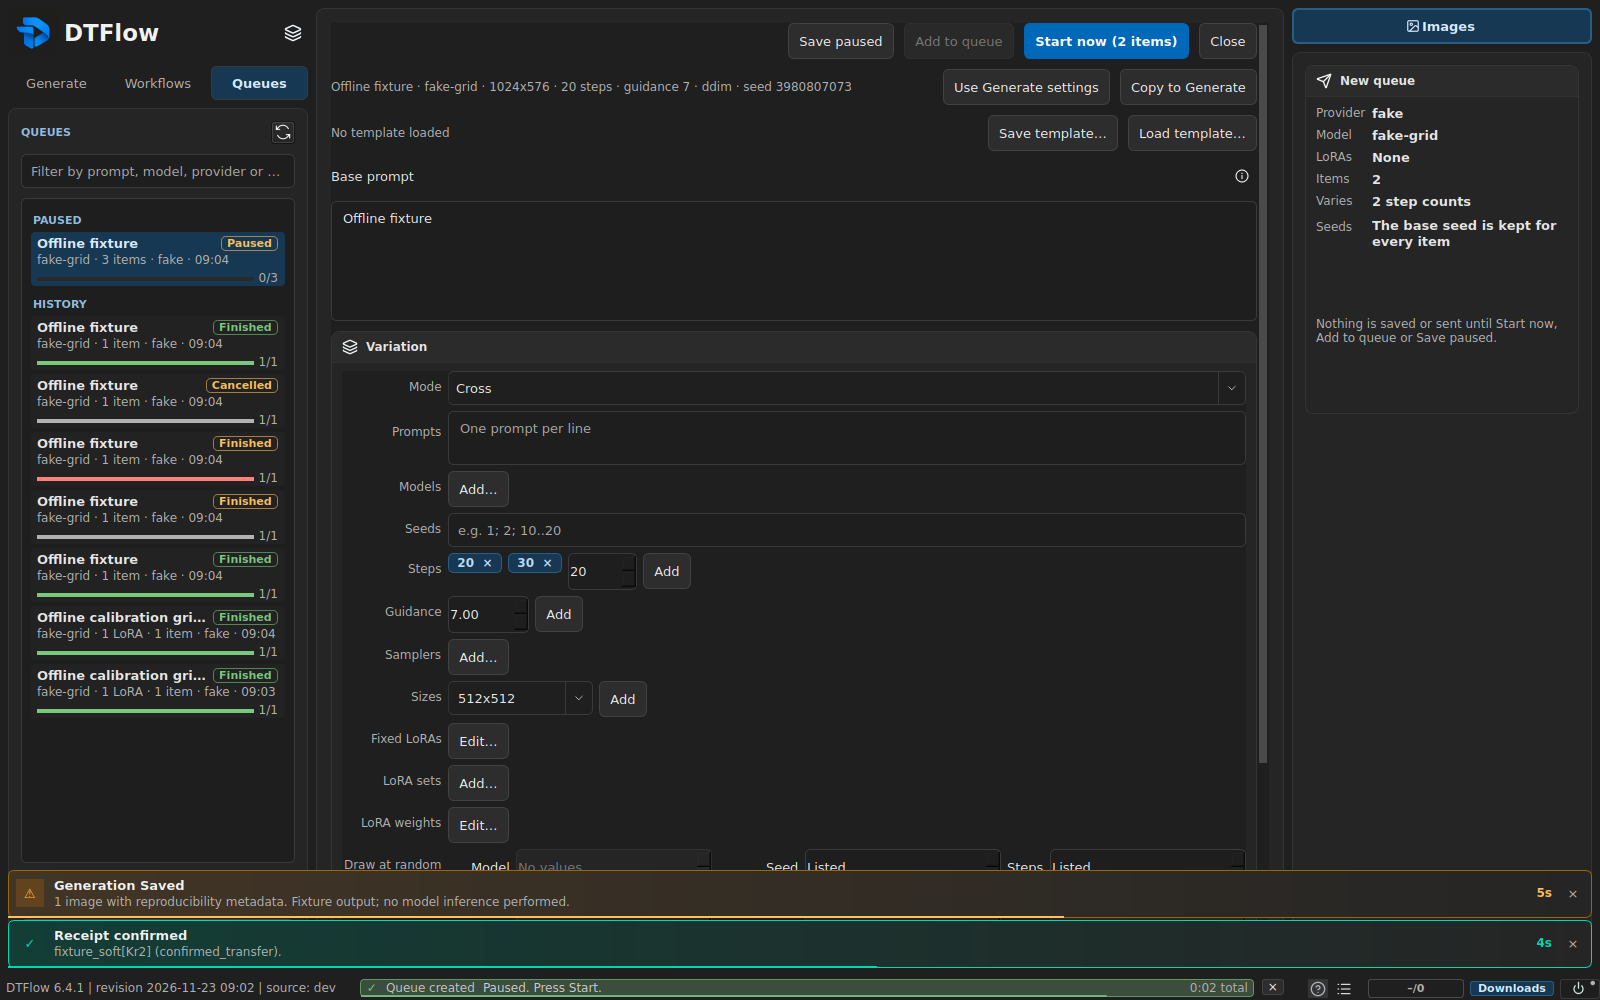 DTFlow
Generate Workflows Queues
QUEUES
Filter by prompt, model, provider or ...
PAUSED
Offline fixture Paused
fake-grid · 3 items · fake · 09:04
0/3
HISTORY
Offline fixture Finished
fake-grid · 1 item · fake · 09:04
1/1
Offline fixture Cancelled
fake-grid · 1 item · fake · 09:04
1/1
Offline fixture Finished
fake-grid · 1 item · fake · 09:04
1/1
Offline fixture Finished
fake-grid · 1 item · fake · 09:04
1/1
Offline fixture Finished
fake-grid · 1 item · fake · 09:04
1/1
Offline calibration gri... Finished
fake-grid · 1 LoRA · 1 item · fake · 09:04
1/1
Offline calibration gri... Finished
fake-grid · 1 LoRA · 1 item · fake · 09:03
1/1
Save paused Add to queue Start now (2 items) Close
Offline fixture · fake-grid · 1024x576 · 20 steps · guidance 7 · ddim · seed 3980807073 Use Generate settings Copy to Generate
No template loaded Save template... Load template...
Base prompt
Offline fixture
Variation
Mode Cross
Prompts One prompt per line
Models Add...
Seeds e.g. 1; 2; 10..20
Steps 20 × 30 × 20 Add
Guidance 7.00 Add
Samplers Add...
Sizes 512x512 Add
Fixed LoRAs Edit...
LoRA sets Add...
LoRA weights Edit...
Draw at random Model No values Seed Listed Steps Listed
Images
New queue
Provider fake
Model fake-grid
LoRAs None
Items 2
Varies 2 step counts
Seeds The base seed is kept for
every item
Nothing is saved or sent until Start now,
Add to queue or Save paused.
Generation Saved
1 image with reproducibility metadata. Fixture output; no model inference performed.
5s ×
Receipt confirmed
fixture_soft[Kr2] (confirmed_transfer).
4s ×
DTFlow 6.4.1 | revision 2026-11-23 09:02 | source: dev ✓ Queue created Paused. Press Start. 0:02 total × –/0 Downloads